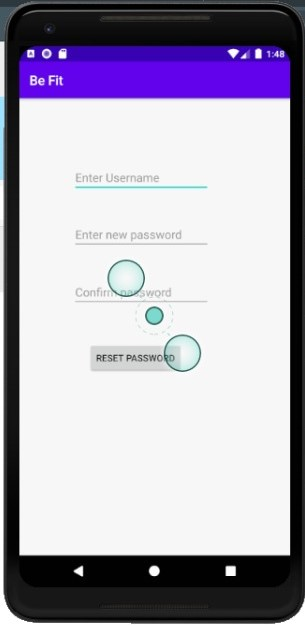 1:48
Be Fit
Enter Username
Enter new password
Confirm password
RESET PASSWORD